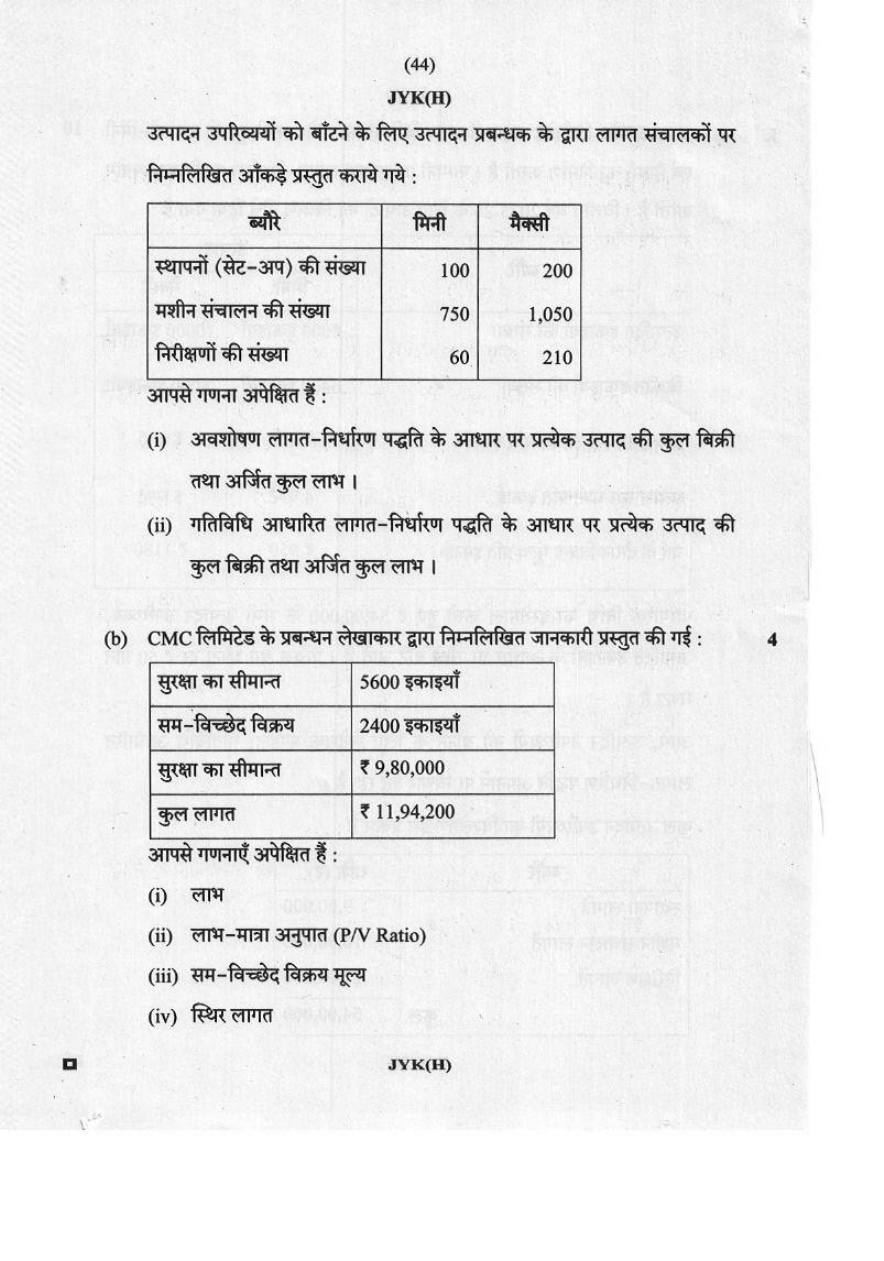 (44)
JYK(H)
उत्पादन उपरिव्ययों को बाँटने के लिए उत्पादन प्रबन्धक के द्वारा लागत संचालकों पर
निम्नलिखित आँकड़े प्रस्तुत कराये गये :
ब्यौरे मिनी मैक्सी
स्थापनों (सेट-अप) की संख्या 100 200
मशीन संचालन की संख्या 750 1,050
निरीक्षणों की संख्या 60 210
आपसे गणना अपेक्षित हैं :
(i) अवशोषण लागत-निर्धारण पद्धति के आधार पर प्रत्येक उत्पाद की कुल बिक्री
तथा अर्जित कुल लाभ ।
(ii) गतिविधि आधारित लागत-निर्धारण पद्धति के आधार पर प्रत्येक उत्पाद की
कुल बिक्री तथा अर्जित कुल लाभ ।
(b) CMC लिमिटेड के प्रबन्धन लेखाकार द्वारा निम्नलिखित जानकारी प्रस्तुत की गई : 4
सुरक्षा का सीमान्त 5600 इकाइयाँ
सम-विच्छेद विक्रय 2400 इकाइयाँ
सुरक्षा का सीमान्त ₹ 9,80,000
कुल लागत ₹ 11,94,200
आपसे गणनाएँ अपेक्षित हैं :
(i) लाभ
(ii) लाभ-मात्रा अनुपात (P/V Ratio)
(iii) सम-विच्छेद विक्रय मूल्य
(iv) स्थिर लागत
JYK(H)